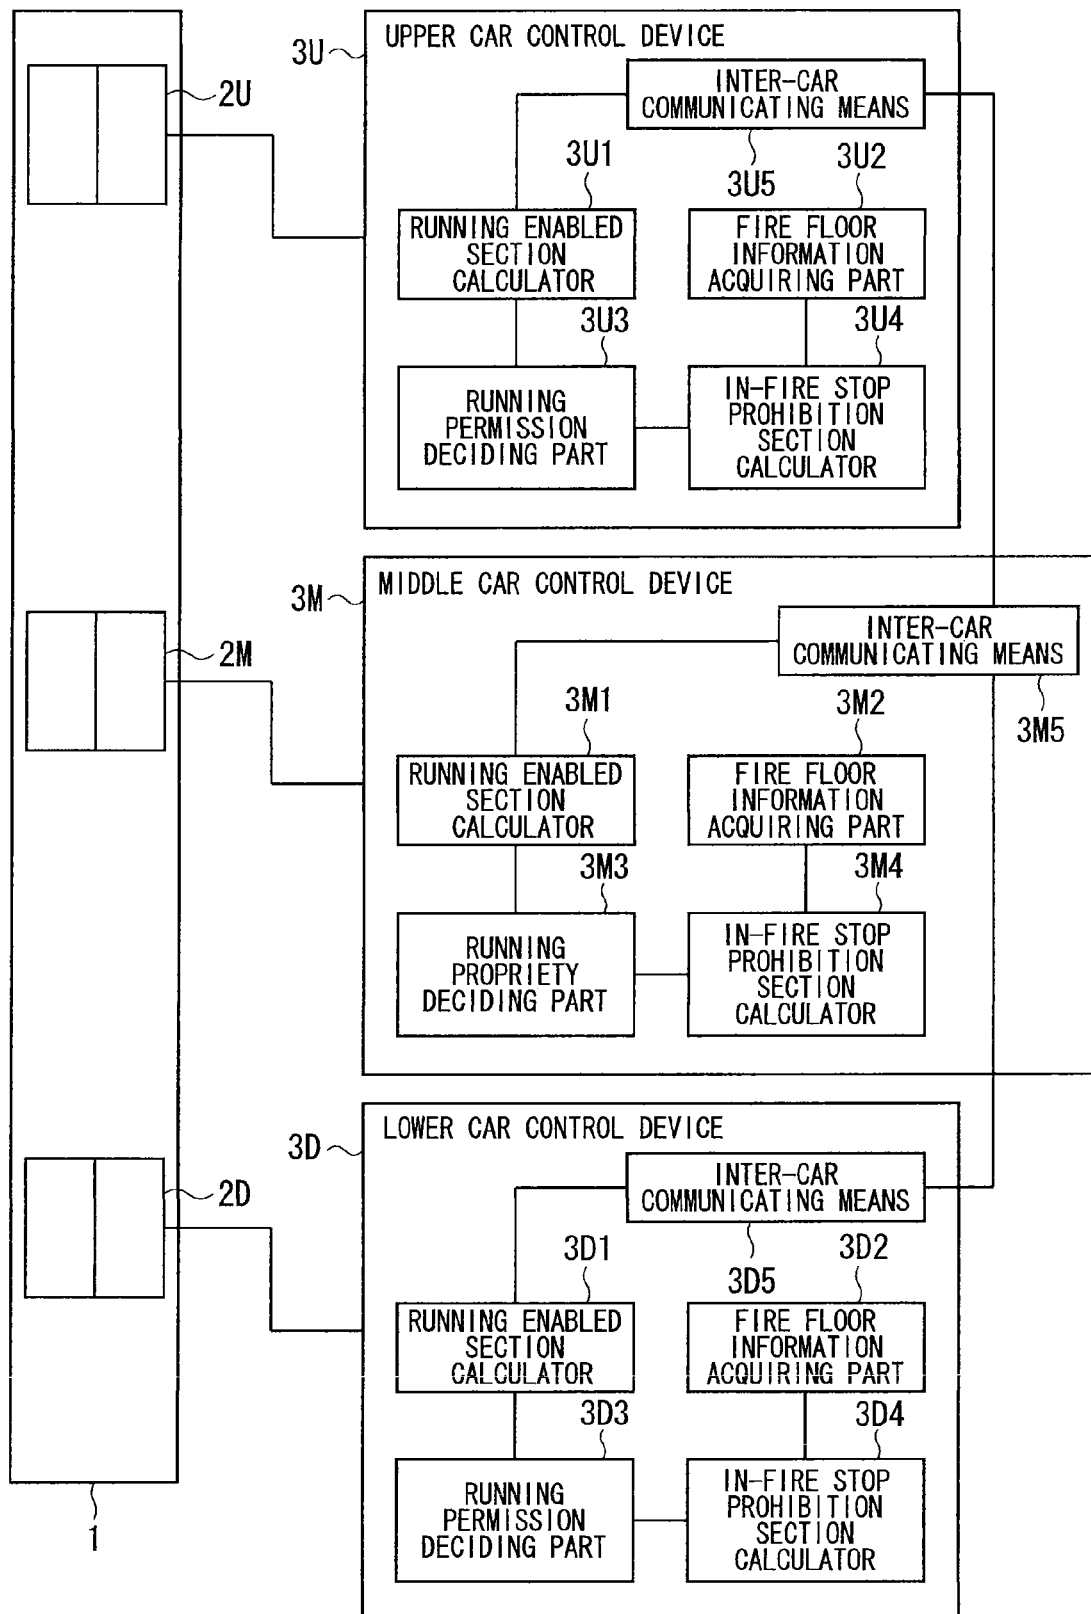 UPPER CAR CONTROL DEVICE
3U
INTER-CAR
COMMUNICATING MEANS
2U
3U1
3U5
3U2
RUNNING ENABLED
SECTION
CALCULATOR
FIRE FLOOR
INFORMATION
ACQUIRING PART
3U3
3U4
RUNNING
PERMISSION
DECIDING PART
IN-FIRE STOP
PROHIBITION
SECTION
CALCULATOR
MIDDLE CAR CONTROL DEVICE
3M
INTER-CAR
COMMUNICATING MEANS
2M
3M1
3M2
3M5
RUNNING ENABLED
SECTION
CALCULATOR
FIRE FLOOR
INFORMATION
ACQUIRING PART
3M3
3M4
RUNNING
PROPRIETY
DECIDING PART
IN-FIRE STOP
PROHIBITION
SECTION
CALCULATOR
LOWER CAR CONTROL DEVICE
3D
INTER-CAR
COMMUNICATING MEANS
2D
3D1
3D5
3D2
RUNNING ENABLED
SECTION
CALCULATOR
FIRE FLOOR
INFORMATION
ACQUIRING PART
3D3
3D4
RUNNING
PERMISSION
DECIDING PART
IN-FIRE STOP
PROHIBITION
SECTION
CALCULATOR
1